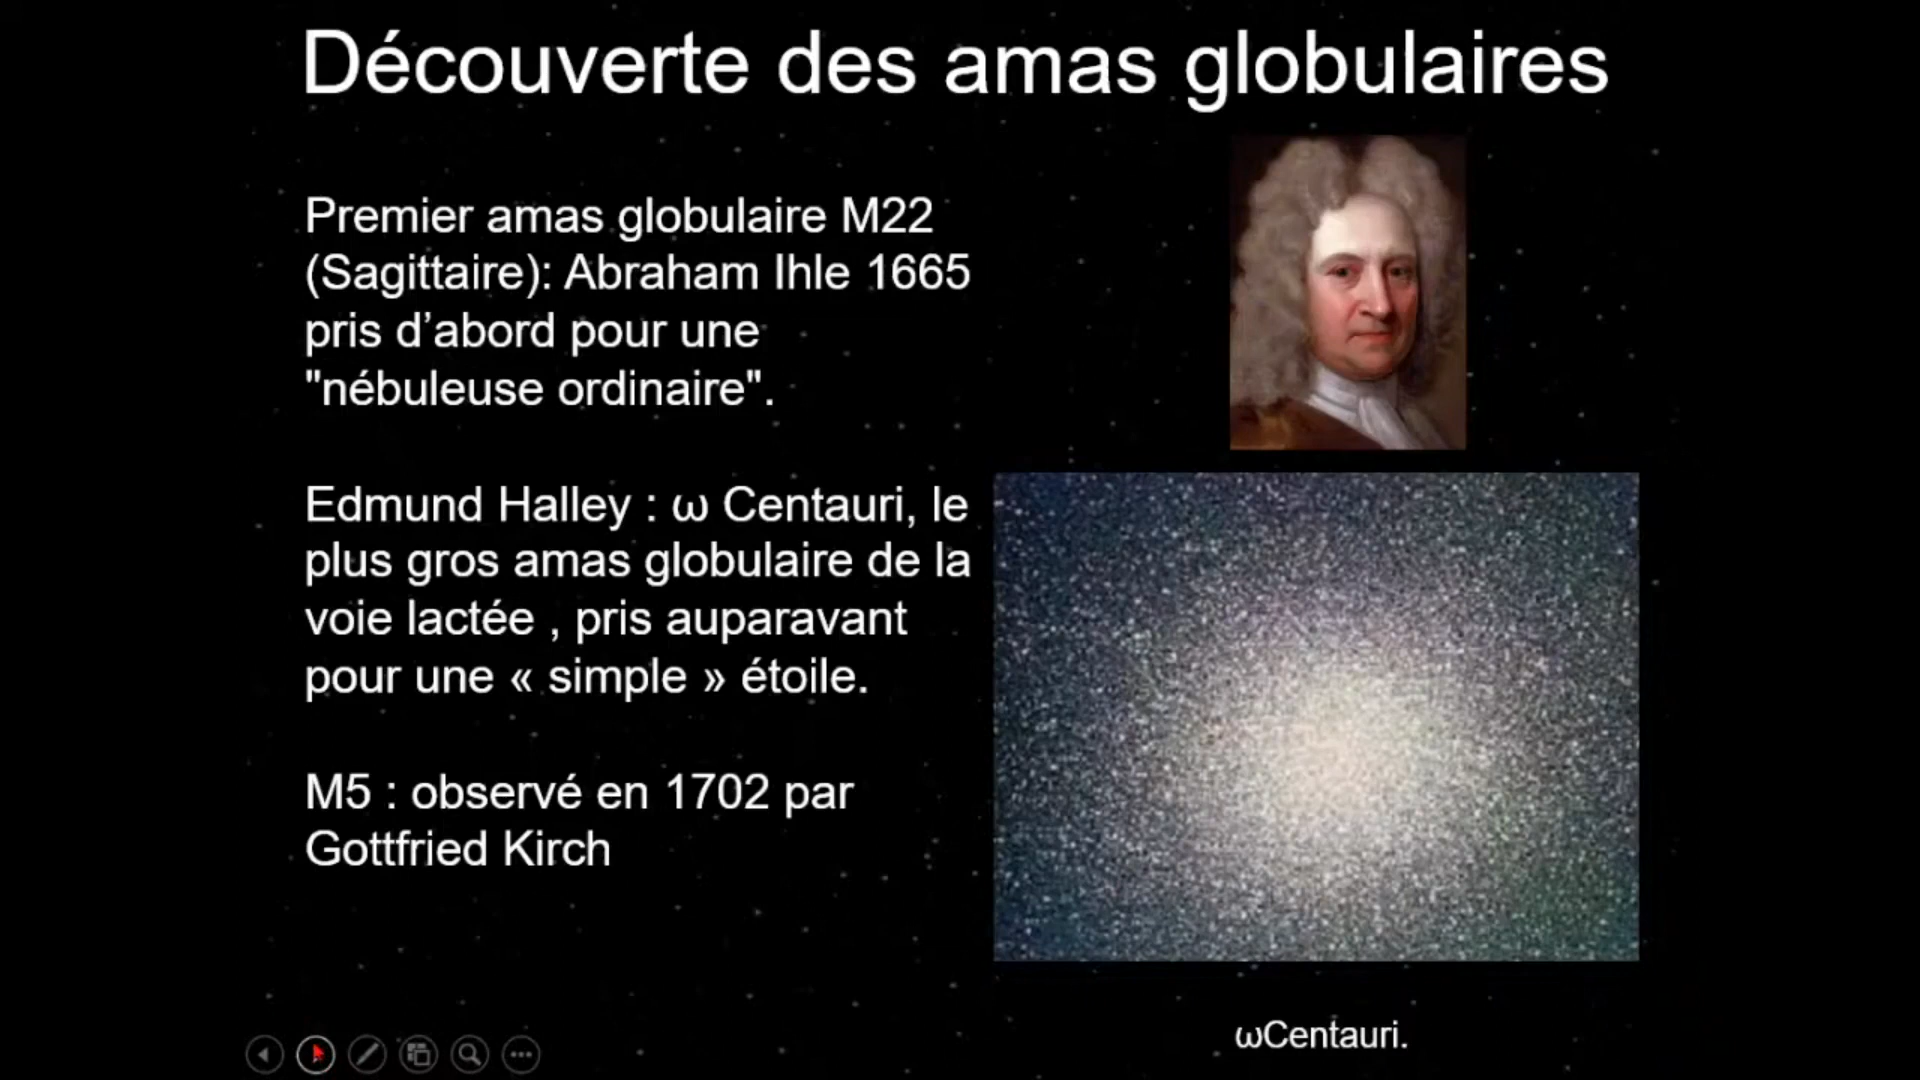 Découverte des amas globulaires
Premier amas globulaire M22
(Sagittaire): Abraham Ihle 1665
pris d’abord pour une
"nébuleuse ordinaire".
Edmund Halley : ω Centauri, le
plus gros amas globulaire de la
voie lactée , pris auparavant
pour une « simple » étoile.
M5 : observé en 1702 par
Gottfried Kirch
ωCentauri.